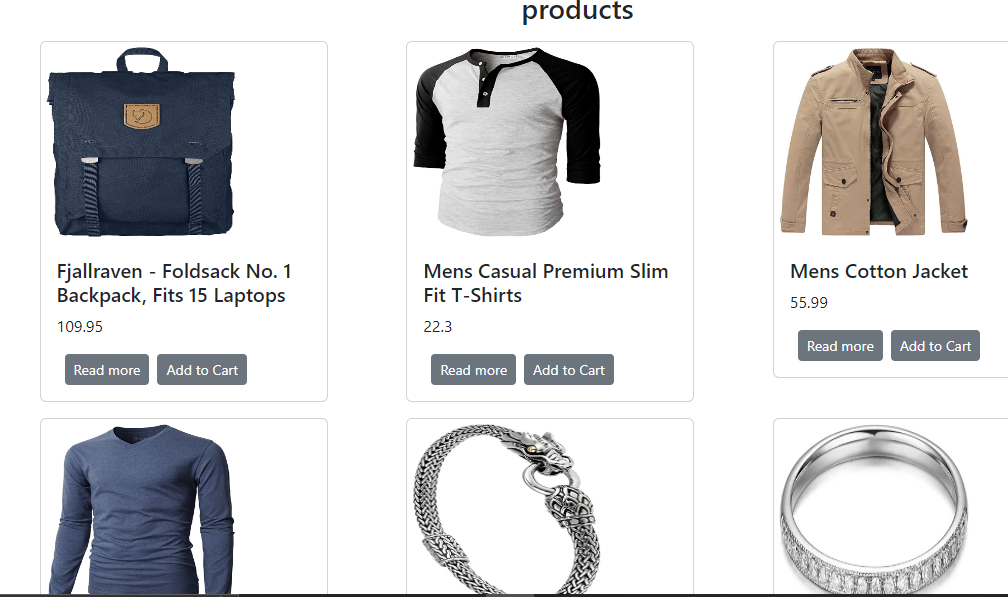 products
Fjallraven - Foldsack No. 1
Backpack, Fits 15 Laptops
109.95
Read more
Add to Cart
Mens Casual Premium Slim
Fit T-Shirts
22.3
Read more
Add to Cart
Mens Cotton Jacket
55.99
Read more
Add to Cart